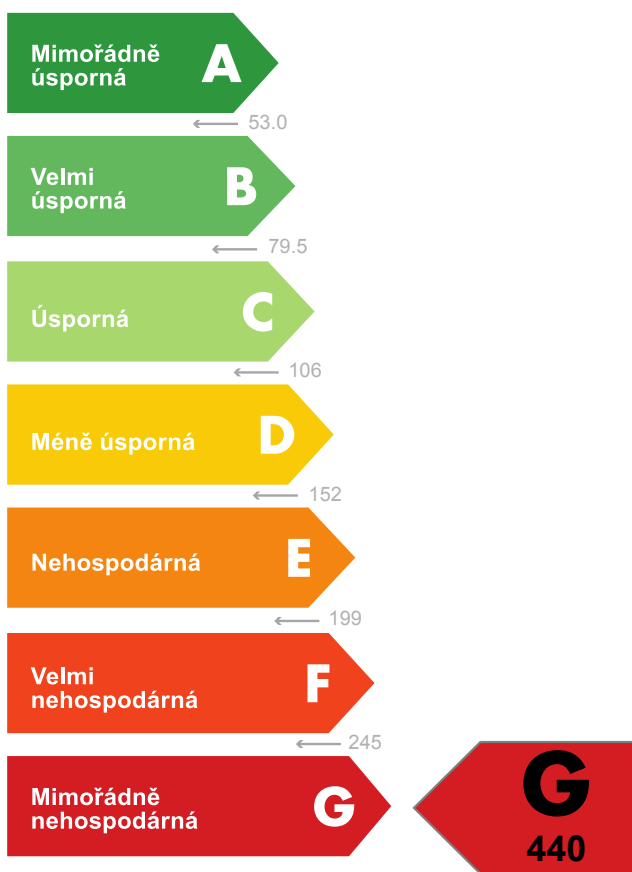 Mimořádně
úsporná
A
53.0
Velmi
úsporná
B
79.5
Úsporná
C
106
Méně úsporná
D
152
Nehospodárná
E
199
Velmi
nehospodárná
F
245
Mimořádně
nehospodárná
G
G
440